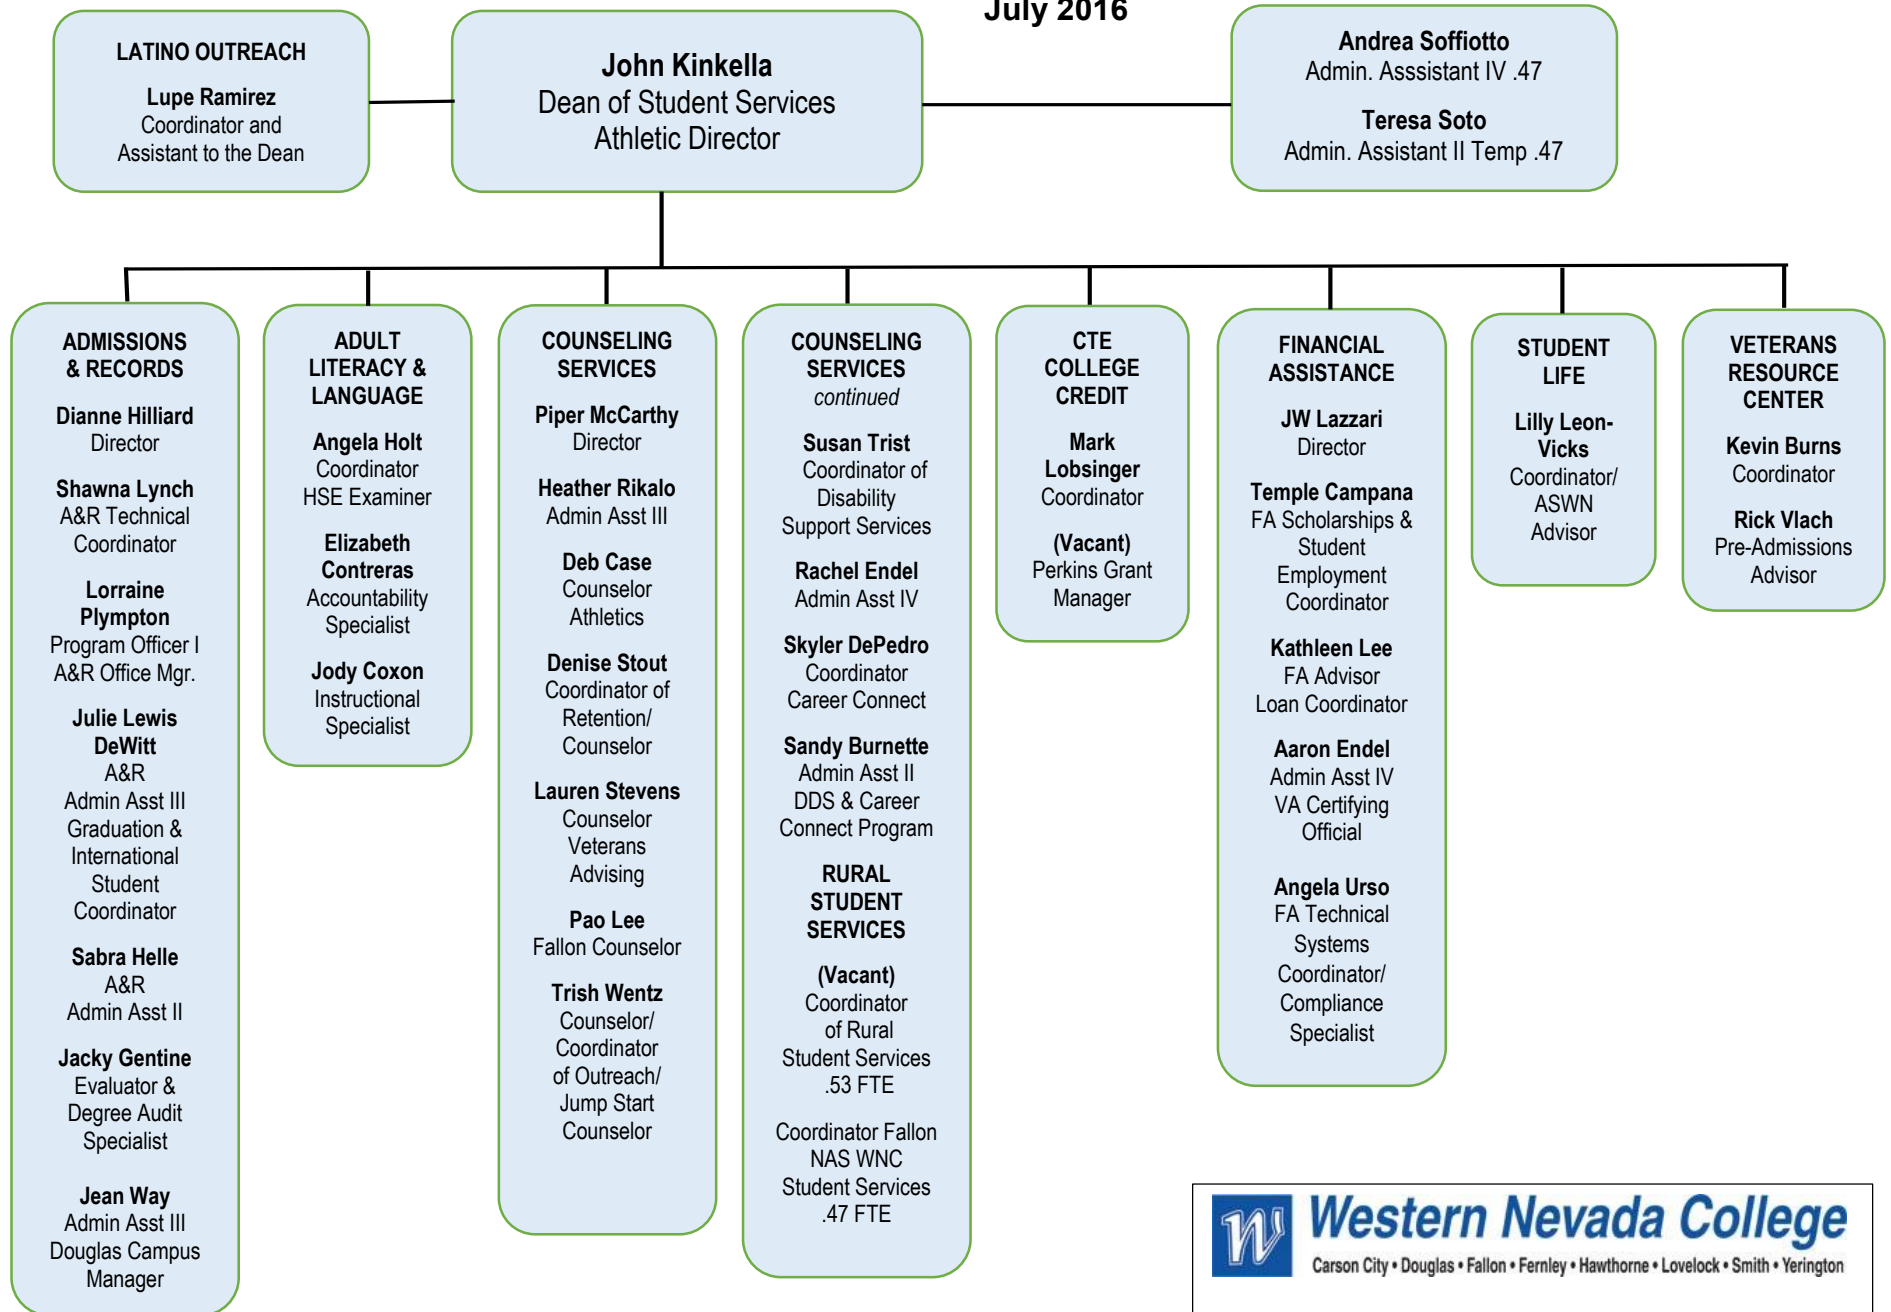 July 2016
LATINO OUTREACH
Lupe Ramirez
Coordinator and
Assistant to the Dean
John Kinkella
Dean of Student Services
Athletic Director
Andrea Soffiotto
Admin. Asssistant IV .47
Teresa Soto
Admin. Assistant II Temp .47
ADMISSIONS
& RECORDS
Dianne Hilliard
Director
Shawna Lynch
A&R Technical
Coordinator
Lorraine
Plympton
Program Officer I
A&R Office Mgr.
Julie Lewis
DeWitt
A&R
Admin Asst III
Graduation &
International
Student
Coordinator
Sabra Helle
A&R
Admin Asst II
Jacky Gentine
Evaluator &
Degree Audit
Specialist
Jean Way
Admin Asst III
Douglas Campus
Manager
ADULT
LITERACY &
LANGUAGE
Angela Holt
Coordinator
HSE Examiner
Elizabeth
Contreras
Accountability
Specialist
Jody Coxon
Instructional
Specialist
COUNSELING
SERVICES
Piper McCarthy
Director
Heather Rikalo
Admin Asst III
Deb Case
Counselor
Athletics
Denise Stout
Coordinator of
Retention/
Counselor
Lauren Stevens
Counselor
Veterans
Advising
Pao Lee
Fallon Counselor
Trish Wentz
Counselor/
Coordinator
of Outreach/
Jump Start
Counselor
COUNSELING
SERVICES
continued
Susan Trist
Coordinator of
Disability
Support Services
Rachel Endel
Admin Asst IV
Skyler DePedro
Coordinator
Career Connect
Sandy Burnette
Admin Asst II
DDS & Career
Connect Program
RURAL
STUDENT
SERVICES
(Vacant)
Coordinator
of Rural
Student Services
.53 FTE
Coordinator Fallon
NAS WNC
Student Services
.47 FTE
CTE
COLLEGE
CREDIT
Mark
Lobsinger
Coordinator
(Vacant)
Perkins Grant
Manager
FINANCIAL
ASSISTANCE
JW Lazzari
Director
Temple Campana
FA Scholarships &
Student
Employment
Coordinator
Kathleen Lee
FA Advisor
Loan Coordinator
Aaron Endel
Admin Asst IV
VA Certifying
Official
Angela Urso
FA Technical
Systems
Coordinator/
Compliance
Specialist
STUDENT
LIFE
Lilly Leon-
Vicks
Coordinator/
ASWN
Advisor
VETERANS
RESOURCE
CENTER
Kevin Burns
Coordinator
Rick Vlach
Pre-Admissions
Advisor
Western Nevada College
Carson City • Douglas • Fallon • Fernley • Hawthorne • Lovelock • Smith • Yerington